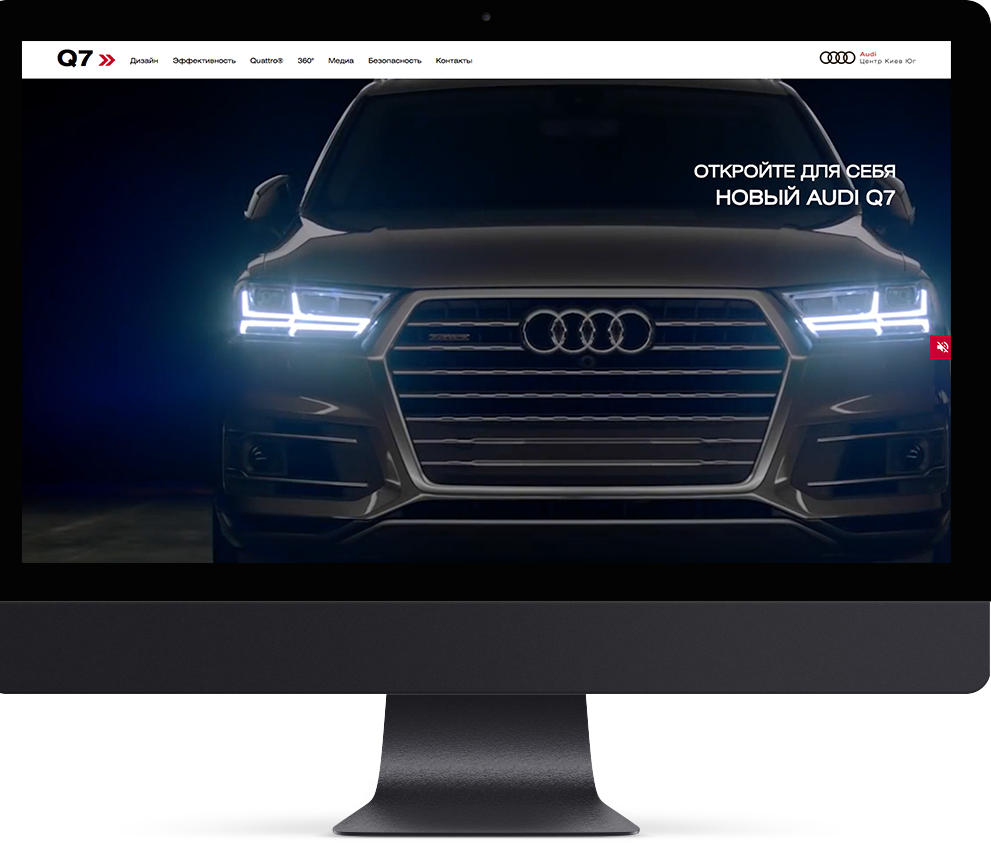 Q7
Дизайн
Эффективность
Quattro®
360°
Медиа
Безопасность
Контакты
Audi
Центр Киев Юг
ОТКРОЙТЕ ДЛЯ СЕБЯ
НОВЫЙ AUDI Q7